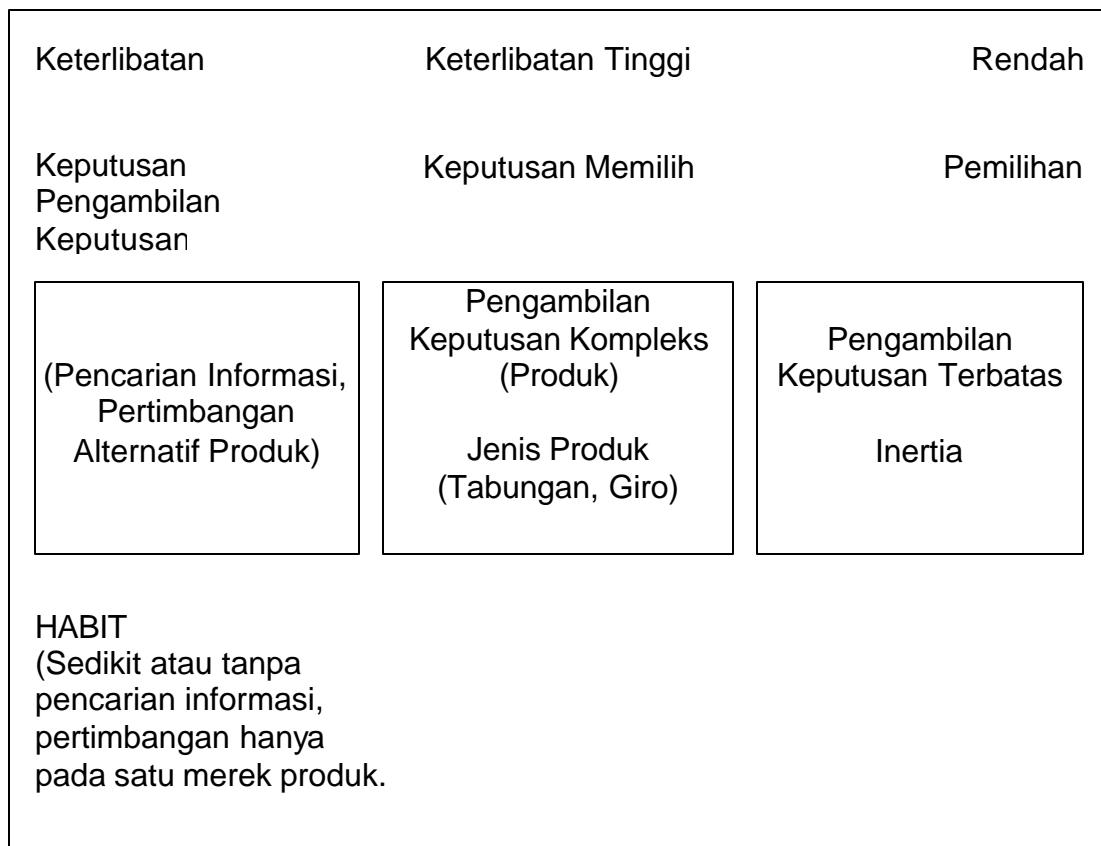 Keterlibatan
Keterlibatan Tinggi
Rendah
Keputusan
Pengambilan
Keputusan
Keputusan Memilih
Pemilihan
(Pencarian Informasi,
Pertimbangan
Alternatif Produk)
Pengambilan
Keputusan Kompleks
(Produk)
Jenis Produk
(Tabungan, Giro)
Pengambilan
Keputusan Terbatas
Inertia
HABIT
(Sedikit atau tanpa
pencarian informasi,
pertimbangan hanya
pada satu merek produk.